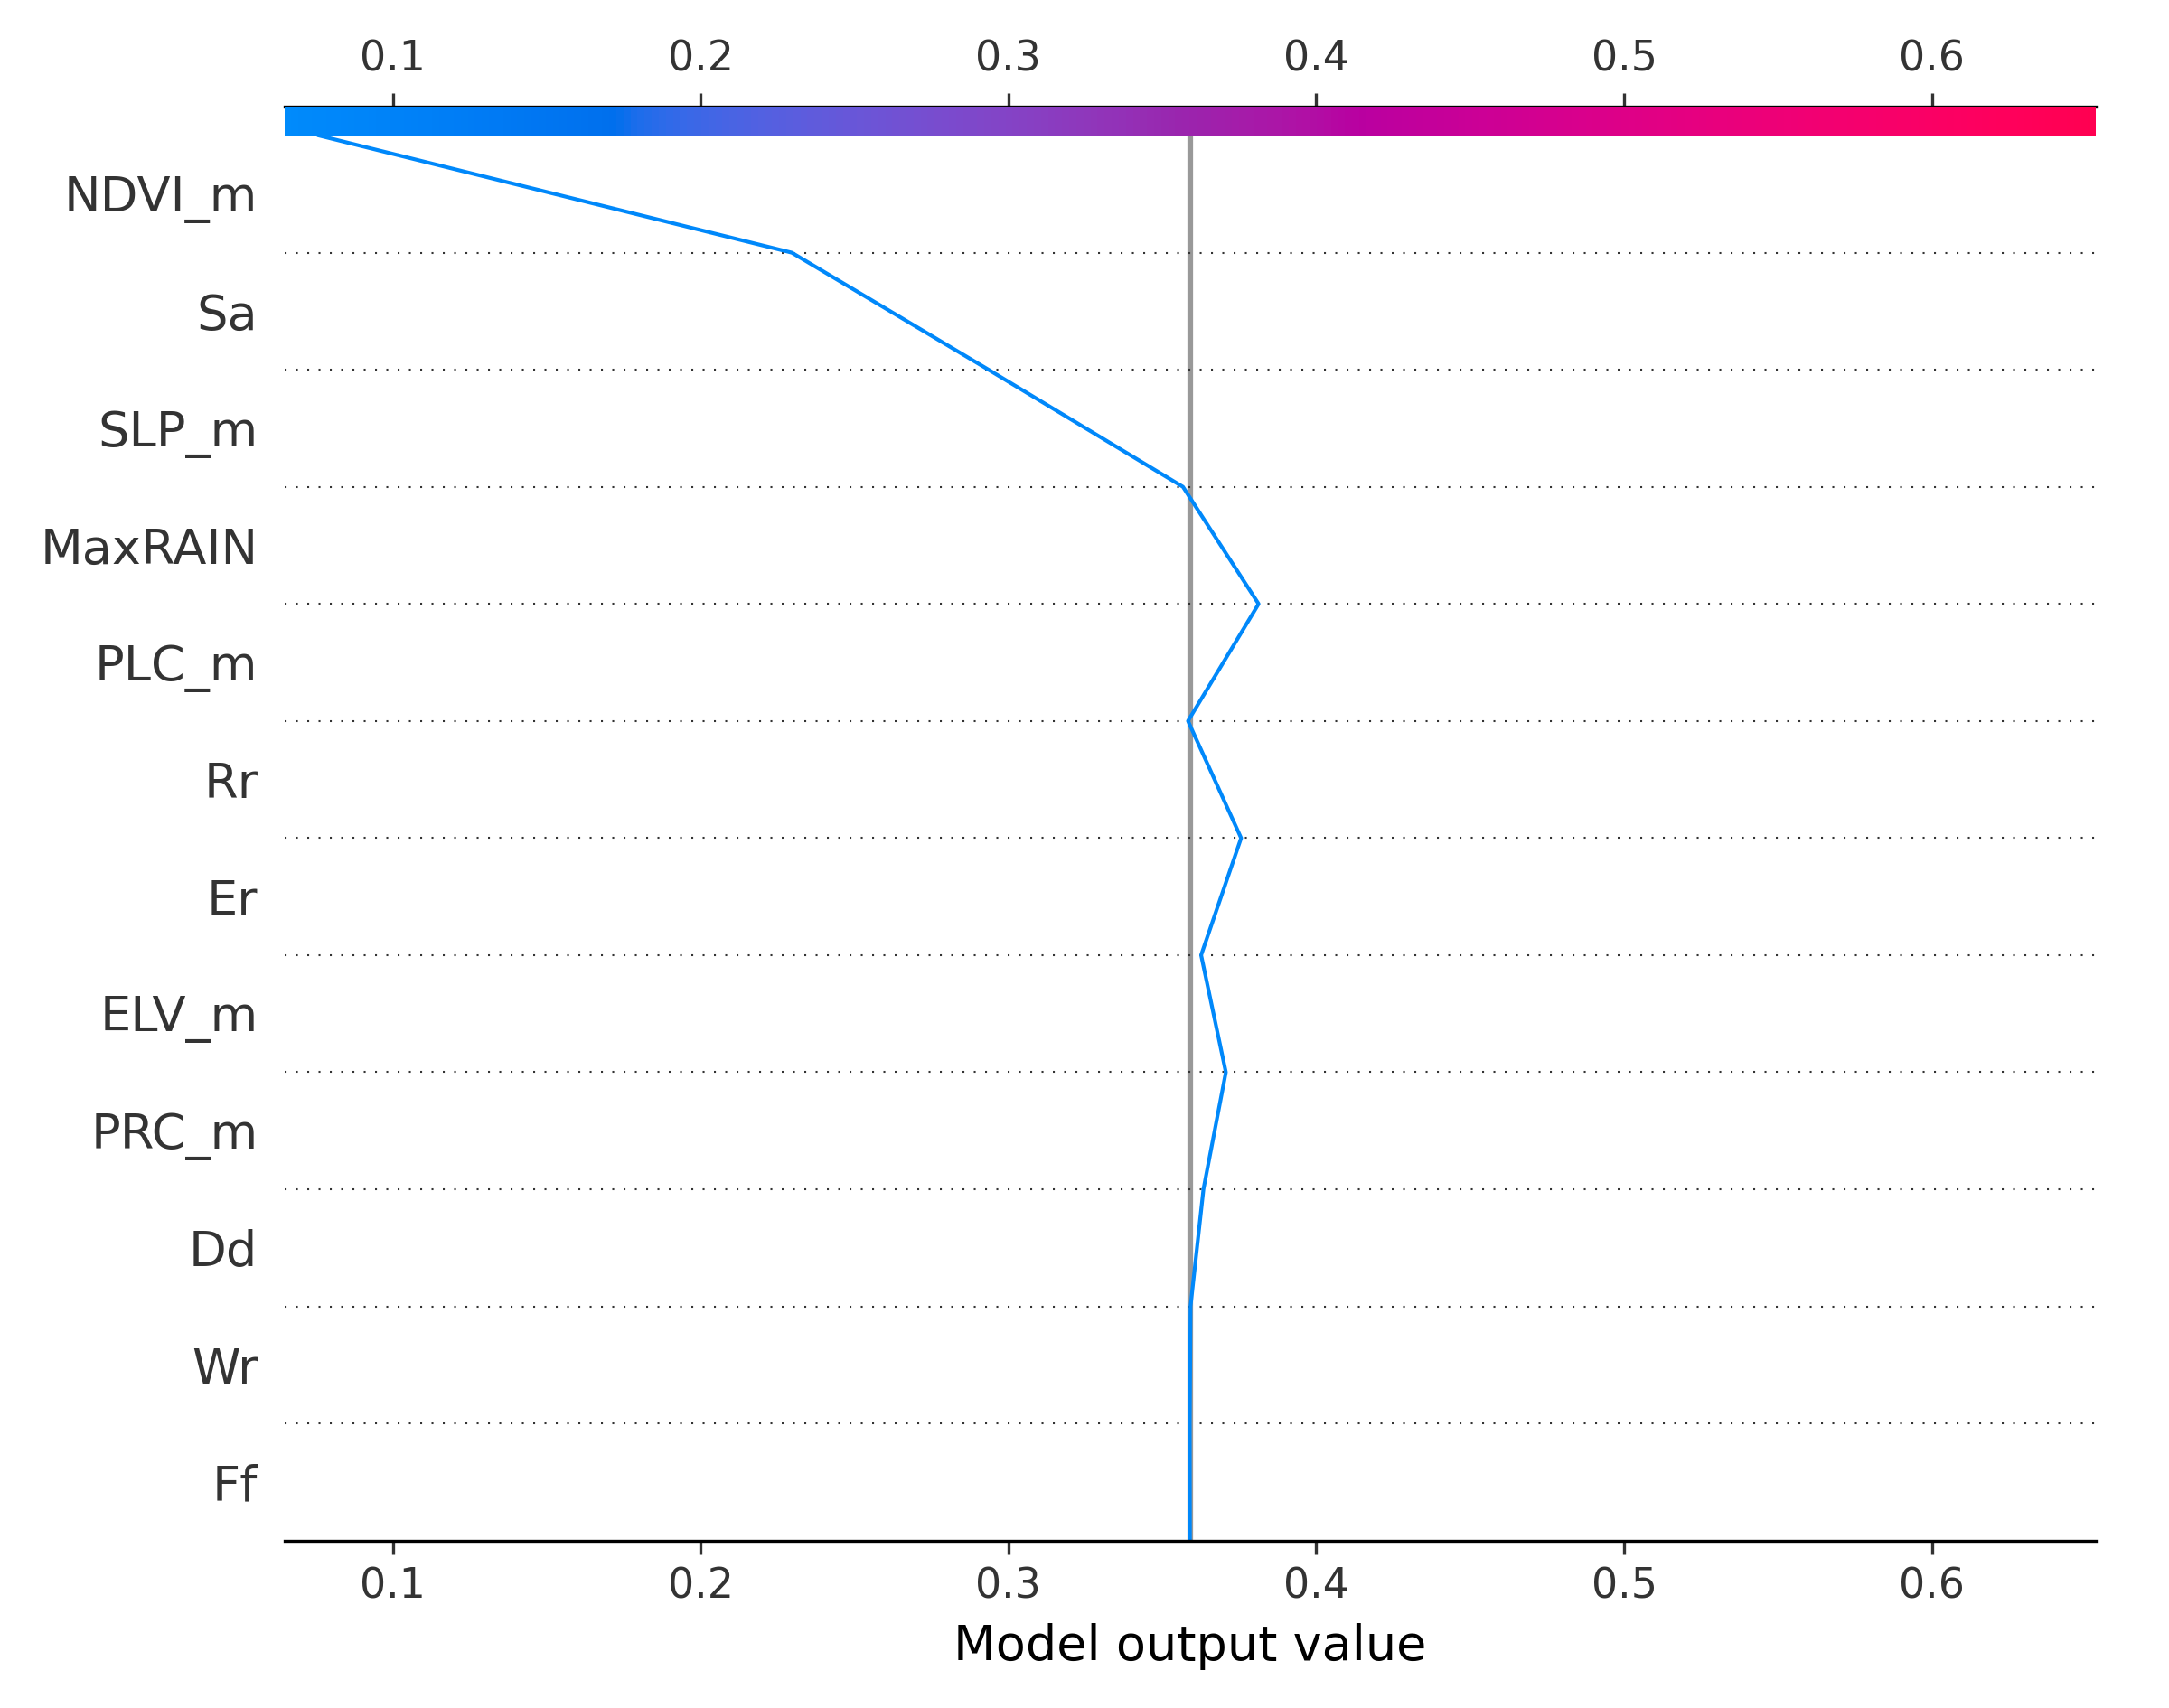 0.1 0.2 0.3 0.4 0.5 0.6
NDVI_m
Sa
SLP_m
MaxRAIN
PLC_m
Rr
Er
ELV_m
PRC_m
Dd
Wr
Ff
0.1 0.2 0.3 0.4 0.5 0.6
Model output value